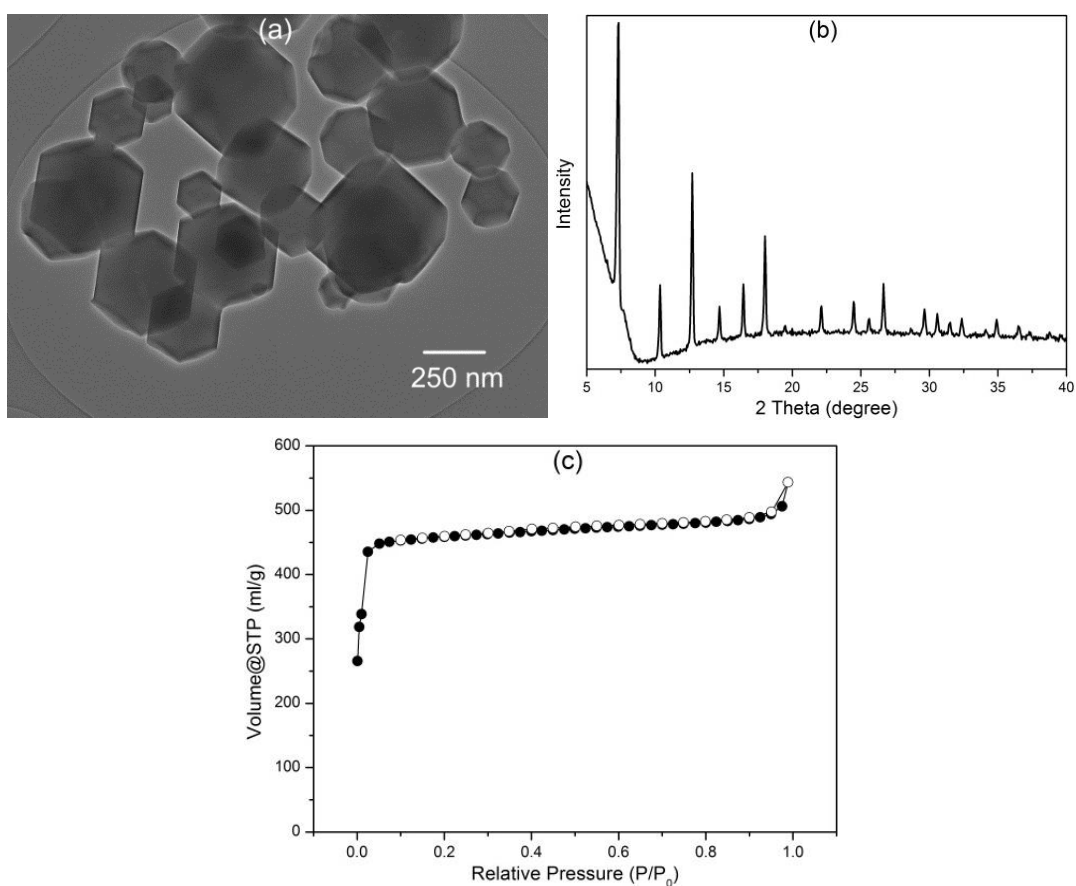 (a)
250 nm
(b)
Intensity
5 10 15 20 25 30 35 40
2 Theta (degree)
(c)
Volume@STP (ml/g)
600
500
400
300
200
100
0
0.0 0.2 0.4 0.6 0.8 1.0
Relative Pressure (P/P₀)